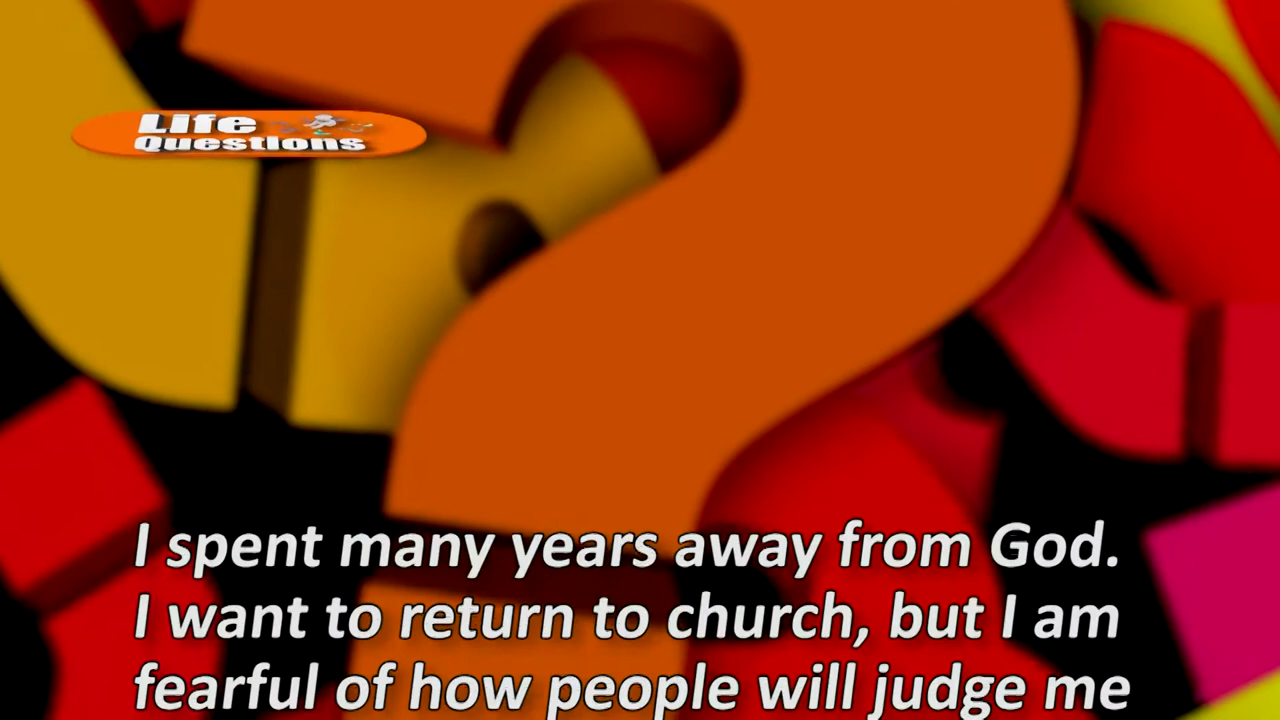 Life
Questions
I spent many years away from God.
I want to return to church, but I am
fearful of how people will judge me